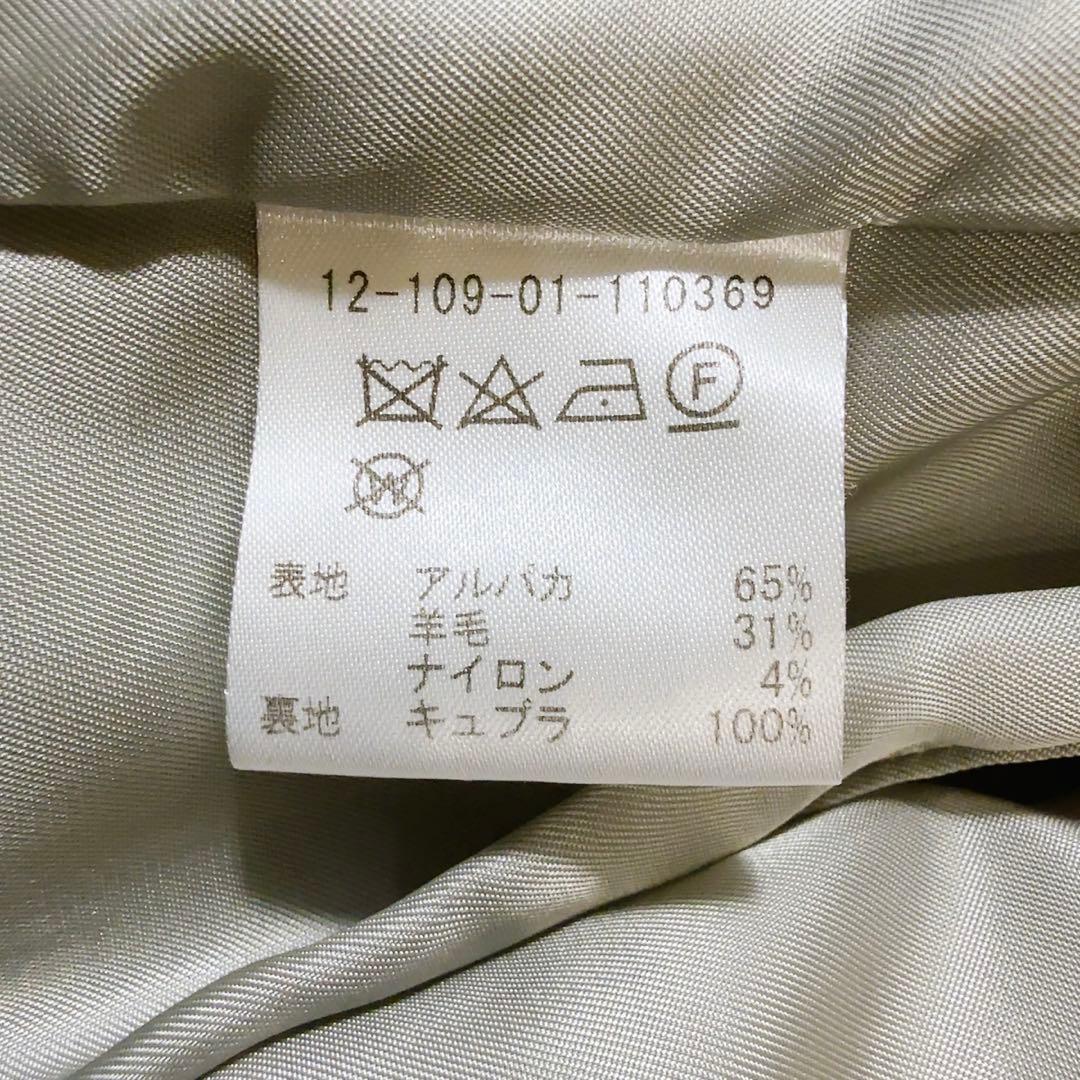 12-109-01-110369
F
W
表地 アルパカ 65%
羊毛 31%
ナイロン 4%
裏地 キュプラ 100%